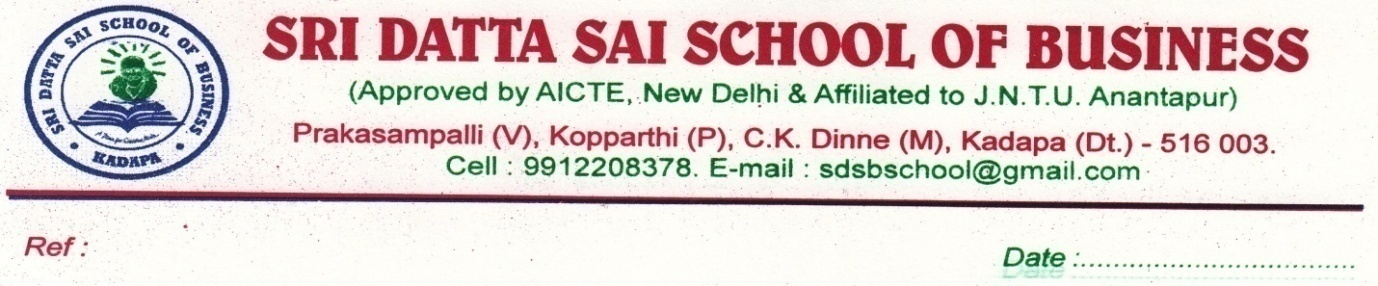 SRI DATTA SAI SCHOOL OF BUSINESS
KADAPA
SRI DATTA SAI SCHOOL OF BUSINESS
(Approved by AICTE, New Delhi & Affiliated to J.N.T.U. Anantapur)
Prakasampalli (V), Kopparthi (P), C.K. Dinne (M), Kadapa (Dt.) - 516 003.
Cell : 9912208378. E-mail : sdsbschool@gmail.com
Ref :
Date :................................